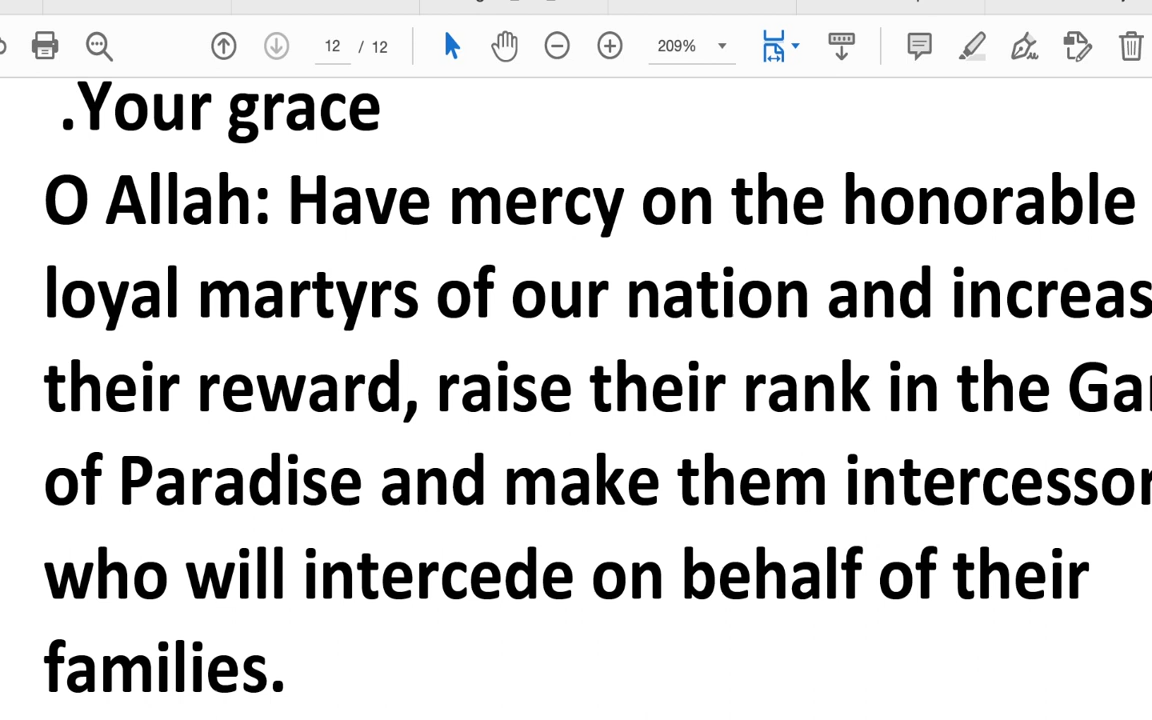 12 / 12
209%
.Your grace
O Allah: Have mercy on the honorable
loyal martyrs of our nation and increas
their reward, raise their rank in the Gar
of Paradise and make them intercessor
who will intercede on behalf of their
families.